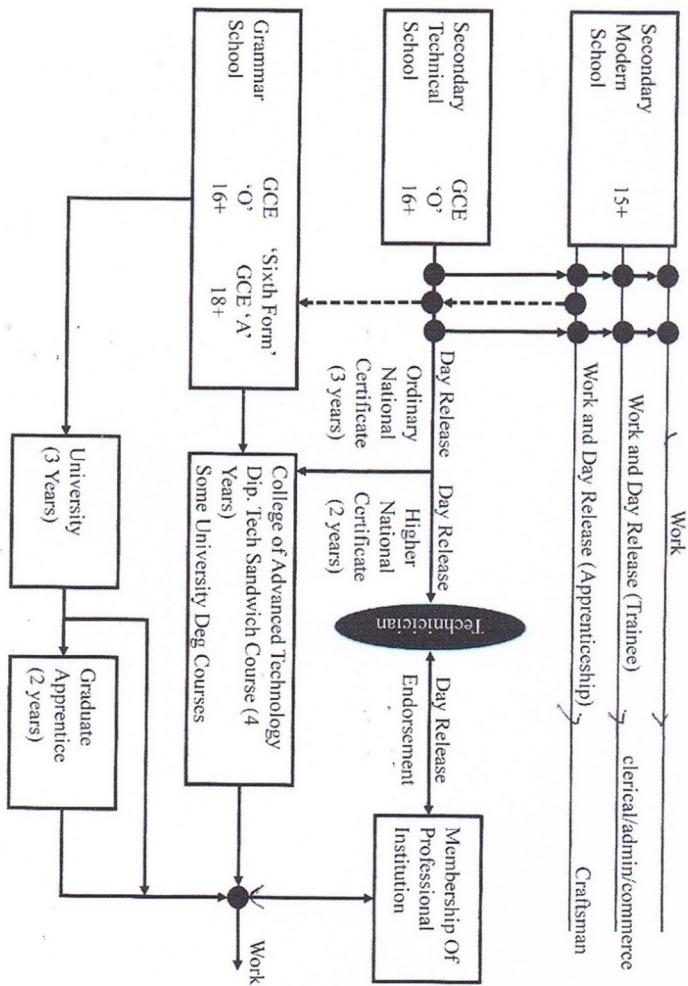 Secondary
Modern
School
15+
Work
Work and Day Release (Trainee)
clerical/admin/commerce
Work and Day Release (Apprenticeship)
Craftsman
Secondary
Technical
School
GCE
'O'
16+
Day Release
Ordinary
National
Certificate
(3 years)
Day Release
Higher
National
Certificate
(2 years)
Technicician
Day Release
Endorsement
Membership Of
Professional
Institution
Grammar
School
GCE
'O'
16+
'Sixth Form'
GCE 'A'
18+
College of Advanced Technology
Dip. Tech Sandwich Course (4
Years)
Some University Deg Courses
Work
University
(3 Years)
Graduate
Apprentice
(2 years)